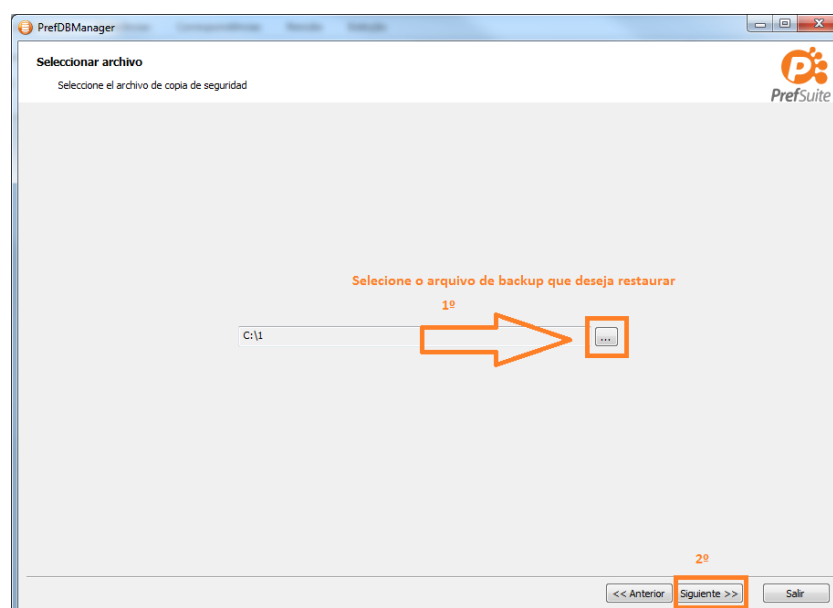 PrefDBManager
Seleccionar archivo
Seleccione el archivo de copia de seguridad
PrefSuite
Selecione o arquivo de backup que deseja restaurar
1º
C:\1
...
2º
<< Anterior
Siguiente >>
Salir